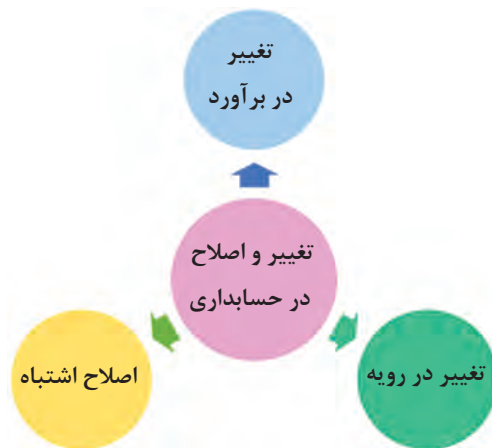 تغییر
در برآورد
تغییر و اصلاح
در حسابداری
تغییر در رویه
اصلاح اشتباه